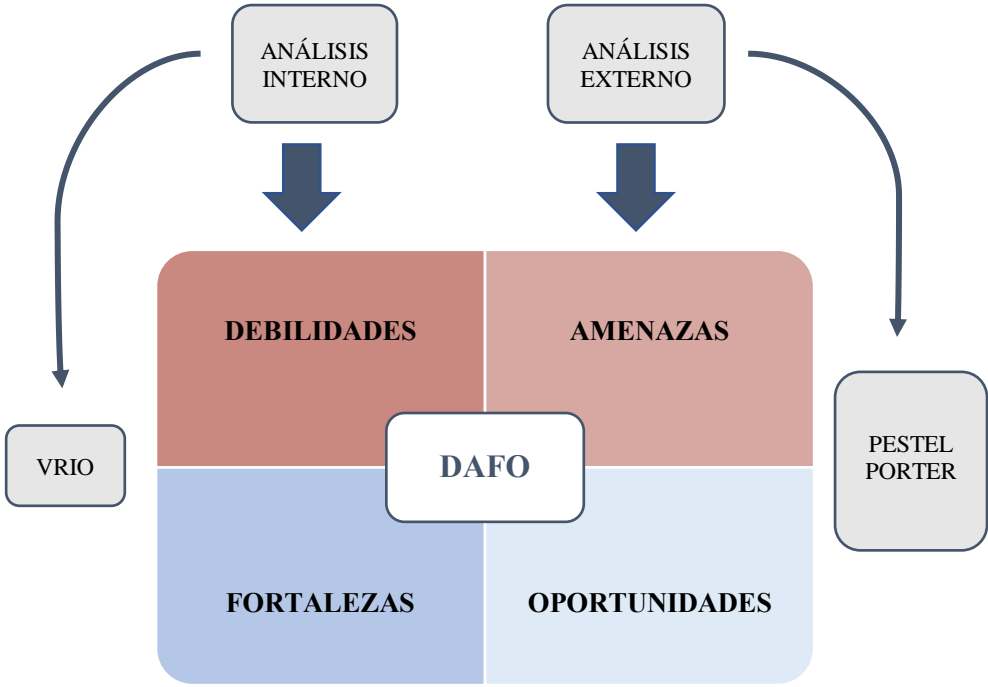 ANÁLISIS
INTERNO
ANÁLISIS
EXTERNO
DEBILIDADES
AMENAZAS
VRIO
DAFO
PESTEL
PORTER
FORTALEZAS
OPORTUNIDADES